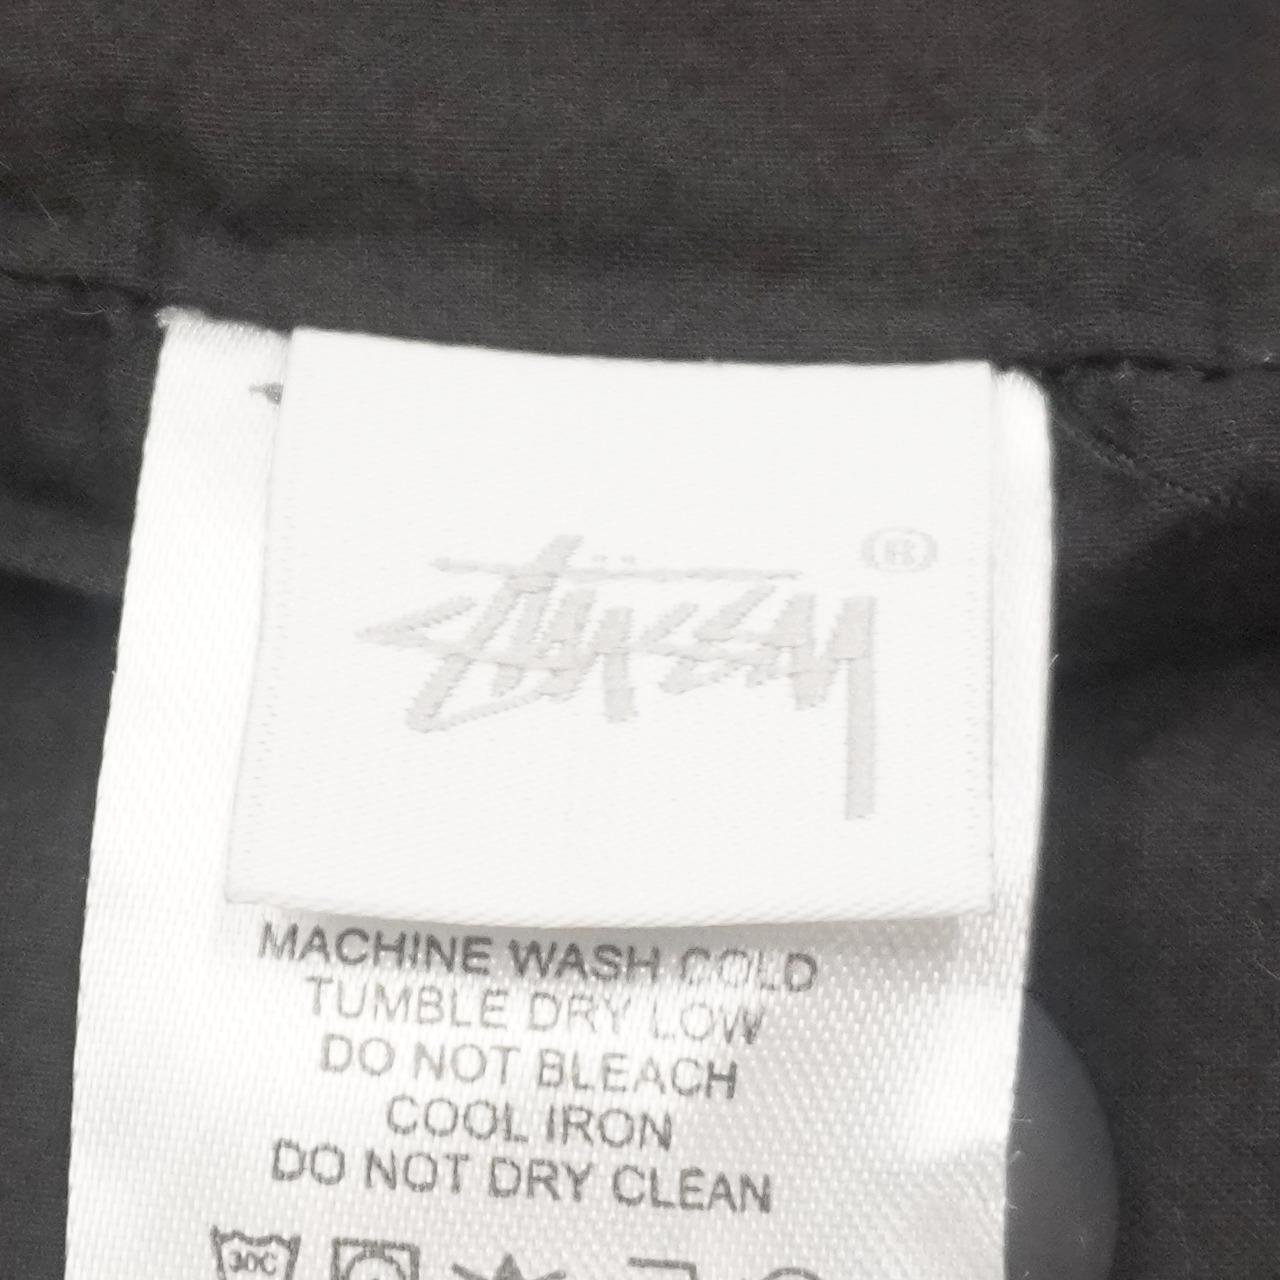 STÜSSY ®
MACHINE WASH COLD
TUMBLE DRY LOW
DO NOT BLEACH
COOL IRON
DO NOT DRY CLEAN
30C